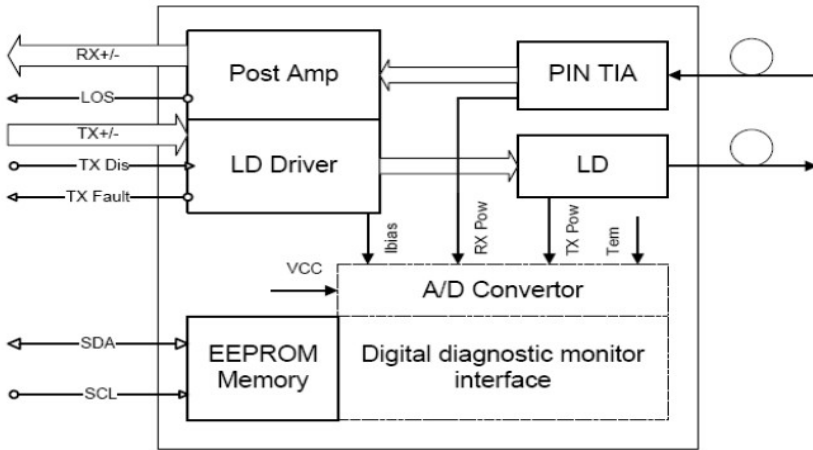 RX+/-
Post Amp
PIN TIA
LOS
TX+/-
LD Driver
LD
TX Dis
TX Fault
Ibias
RX Pow
TX Pow
Tem
VCC
A/D Convertor
SDA
EEPROM
Memory
Digital diagnostic monitor
interface
SCL